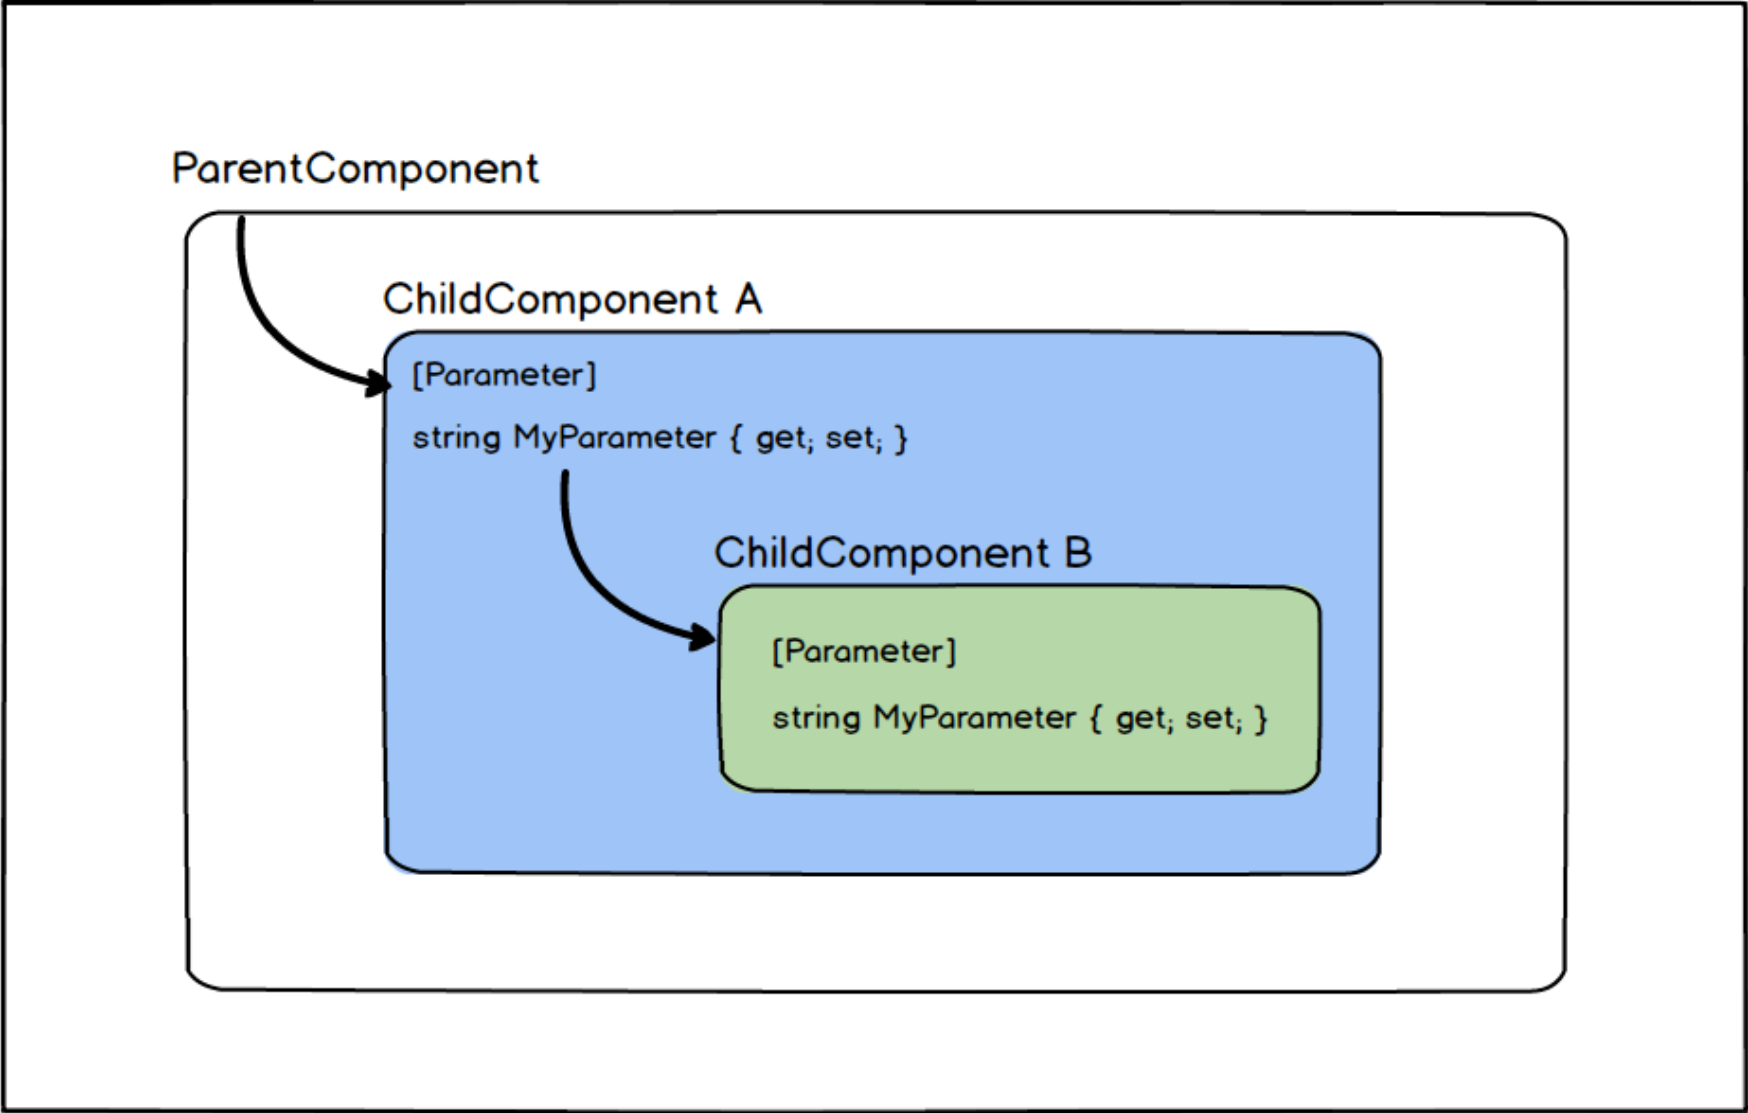 ParentComponent
ChildComponent A
[Parameter]
string MyParameter { get; set; }
ChildComponent B
[Parameter]
string MyParameter { get; set; }